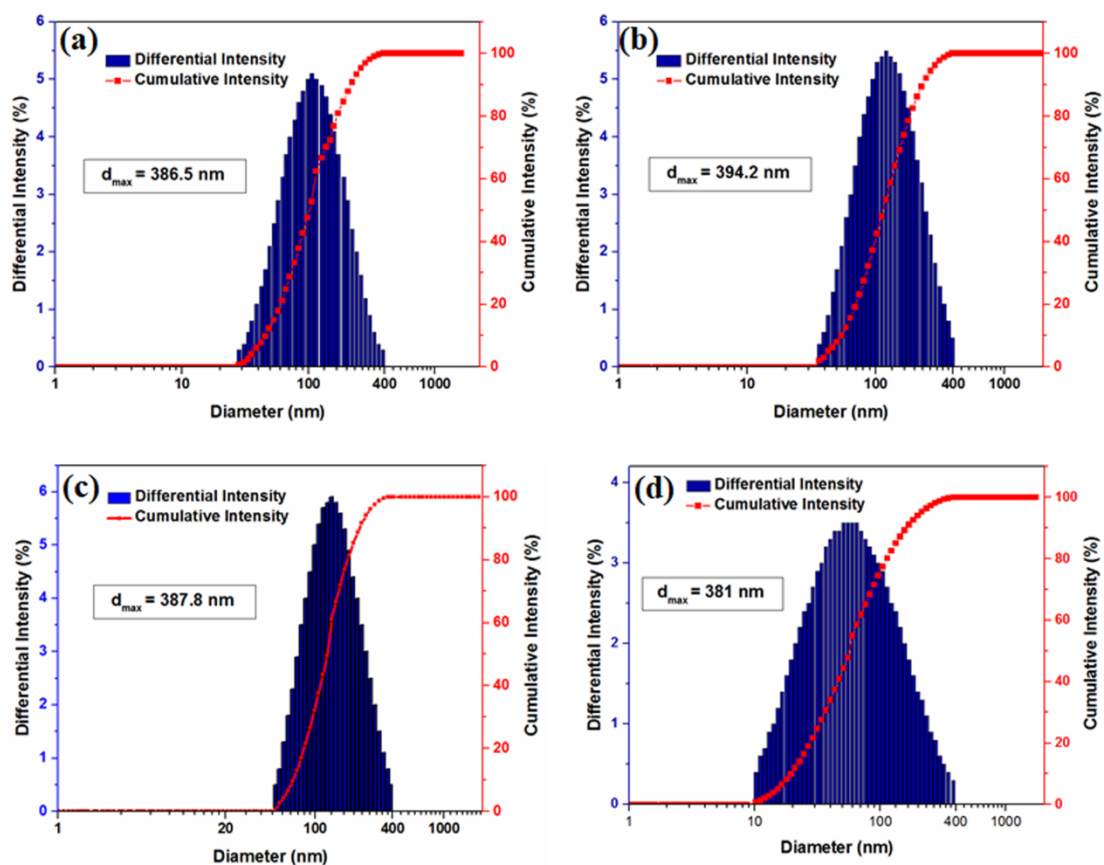 (a)
Differential Intensity
Cumulative Intensity
d_max = 386.5 nm
Differential Intensity (%)
6
5
4
3
2
1
0
Cumulative Intensity (%)
100
80
60
40
20
0
1 10 100 400 1000
Diameter (nm)
(b)
Differential Intensity
Cumulative Intensity
d_max = 394.2 nm
Differential Intensity (%)
6
5
4
3
2
1
0
Cumulative Intensity (%)
100
80
60
40
20
0
1 10 100 400 1000
Diameter (nm)
(c)
Differential Intensity
Cumulative Intensity
d_max = 387.8 nm
Differential Intensity (%)
6
5
4
3
2
1
0
Cumulative Intensity (%)
100
80
60
40
20
0
1 20 100 400 1000
Diameter (nm)
(d)
Differential Intensity
Cumulative Intensity
d_max = 381 nm
Differential Intensity (%)
4
3
2
1
0
Cumulative Intensity (%)
100
80
60
40
20
0
1 10 100 400 1000
Diameter (nm)